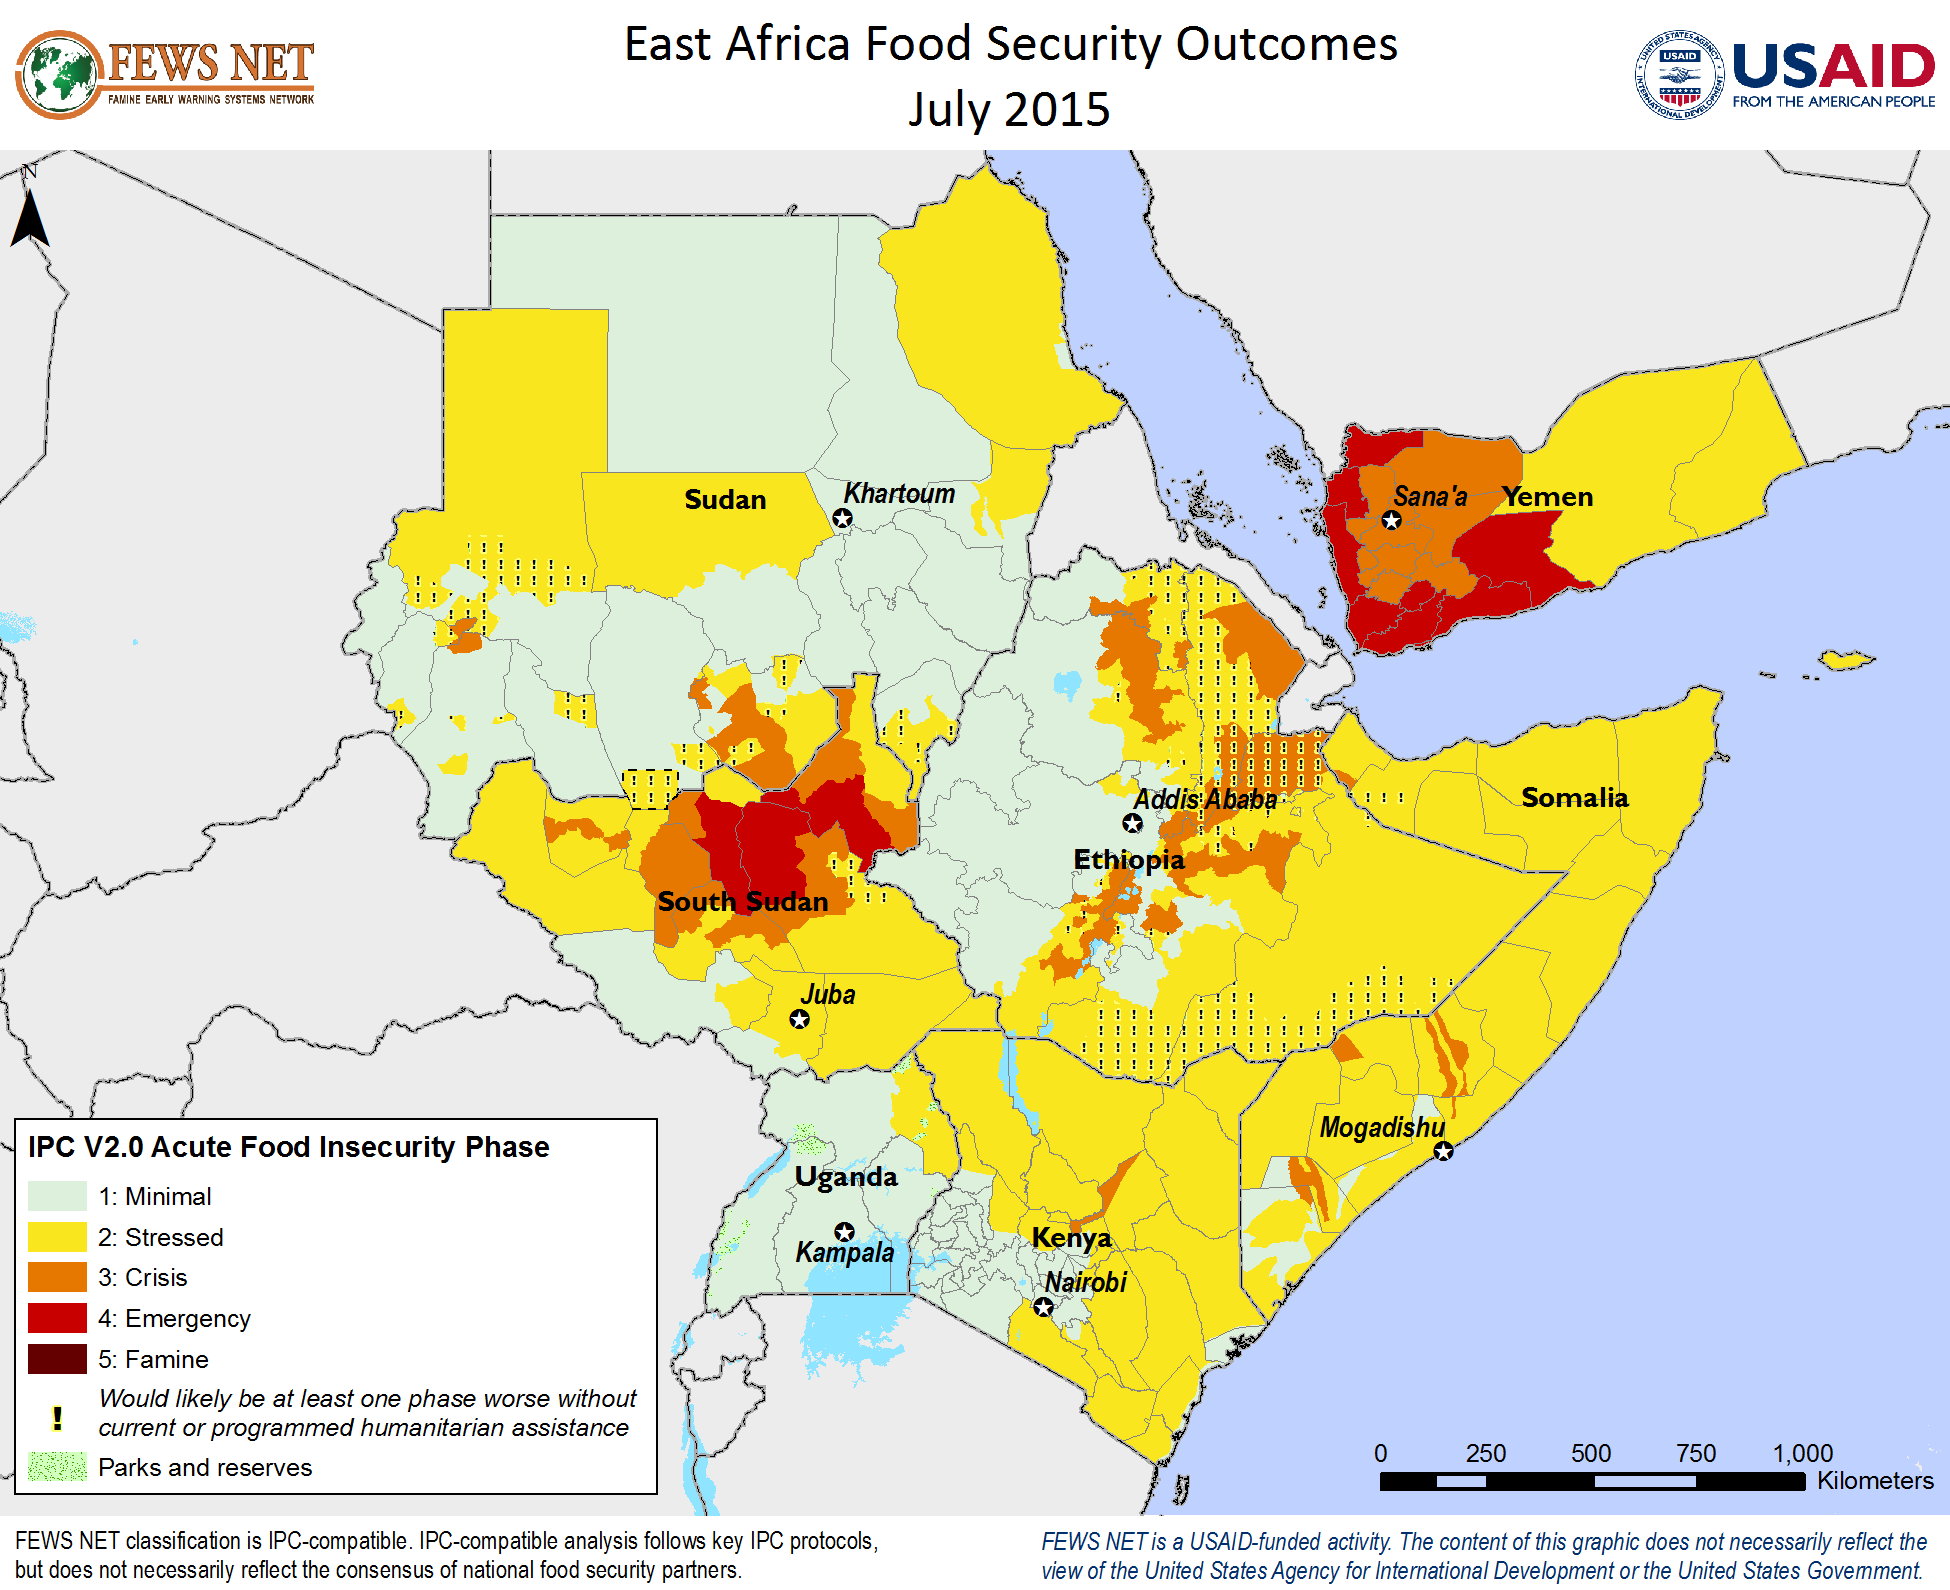 FEWS NET
FAMINE EARLY WARNING SYSTEMS NETWORK
East Africa Food Security Outcomes
July 2015
UNITED STATES AGENCY
USAID
INTERNATIONAL DEVELOPMENT
USAID
FROM THE AMERICAN PEOPLE
N
Sudan
Khartoum
Sana'a
Yemen
Addis Ababa
Somalia
Ethiopia
South Sudan
Juba
Mogadishu
Uganda
Kampala
Kenya
Nairobi
IPC V2.0 Acute Food Insecurity Phase
1: Minimal
2: Stressed
3: Crisis
4: Emergency
5: Famine
! Would likely be at least one phase worse without
current or programmed humanitarian assistance
Parks and reserves
0 250 500 750 1,000
Kilometers
FEWS NET classification is IPC-compatible. IPC-compatible analysis follows key IPC protocols,
but does not necessarily reflect the consensus of national food security partners.
FEWS NET is a USAID-funded activity. The content of this graphic does not necessarily reflect the
view of the United States Agency for International Development or the United States Government.